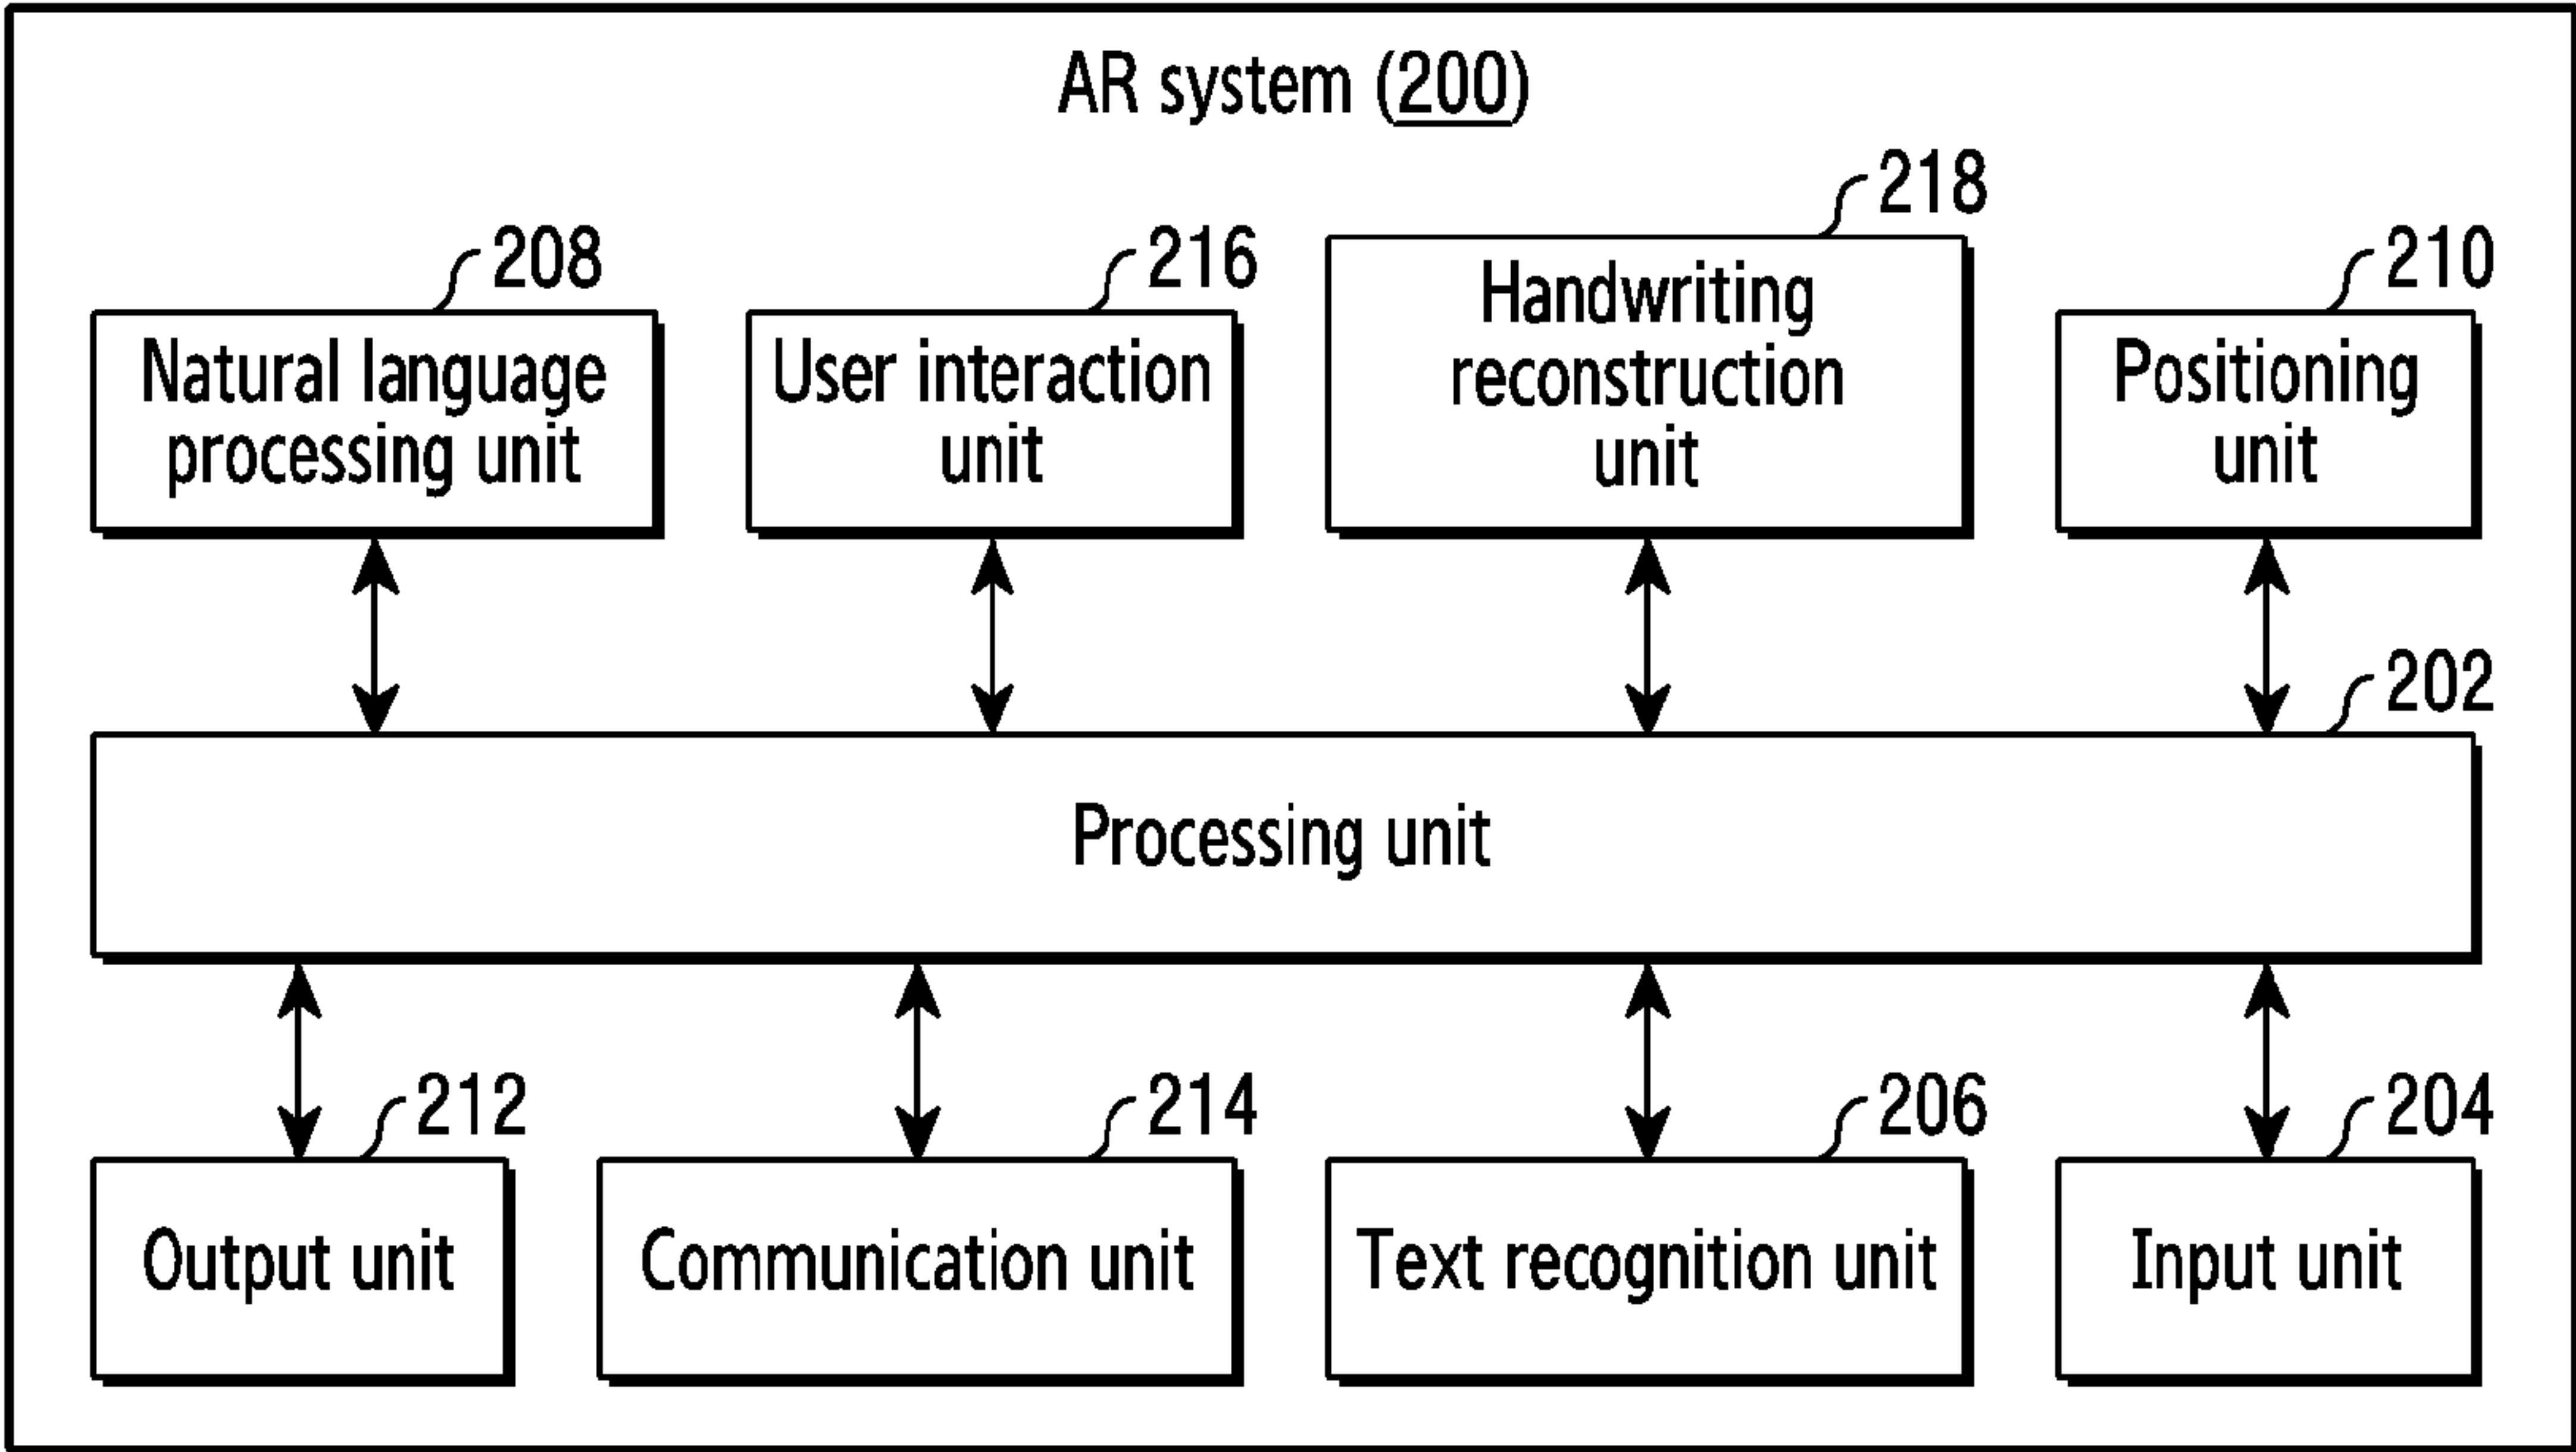 AR system (200)
208
216
218
210
Natural language
processing unit
User interaction
unit
Handwriting
reconstruction
unit
Positioning
unit
202
Processing unit
212
214
206
204
Output unit
Communication unit
Text recognition unit
Input unit